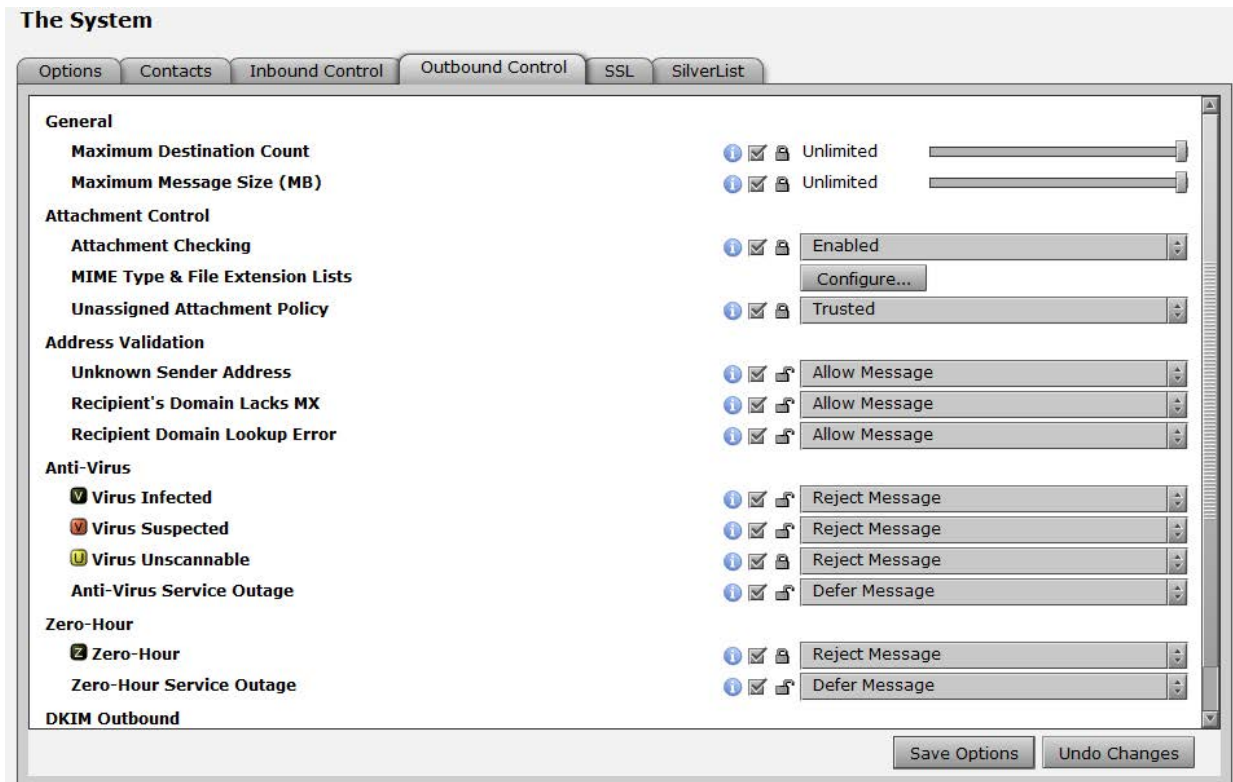 The System
Options Contacts Inbound Control Outbound Control SSL SilverList
General
Maximum Destination Count Unlimited
Maximum Message Size (MB) Unlimited
Attachment Control
Attachment Checking Enabled
MIME Type & File Extension Lists Configure...
Unassigned Attachment Policy Trusted
Address Validation
Unknown Sender Address Allow Message
Recipient's Domain Lacks MX Allow Message
Recipient Domain Lookup Error Allow Message
Anti-Virus
V Virus Infected Reject Message
V Virus Suspected Reject Message
U Virus Unscannable Reject Message
Anti-Virus Service Outage Defer Message
Zero-Hour
Z Zero-Hour Reject Message
Zero-Hour Service Outage Defer Message
DKIM Outbound
Save Options Undo Changes